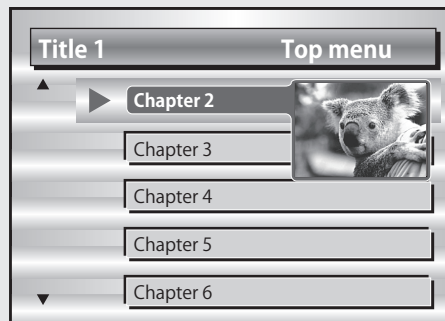 Title 1 Top menu
Chapter 2
Chapter 3
Chapter 4
Chapter 5
Chapter 6